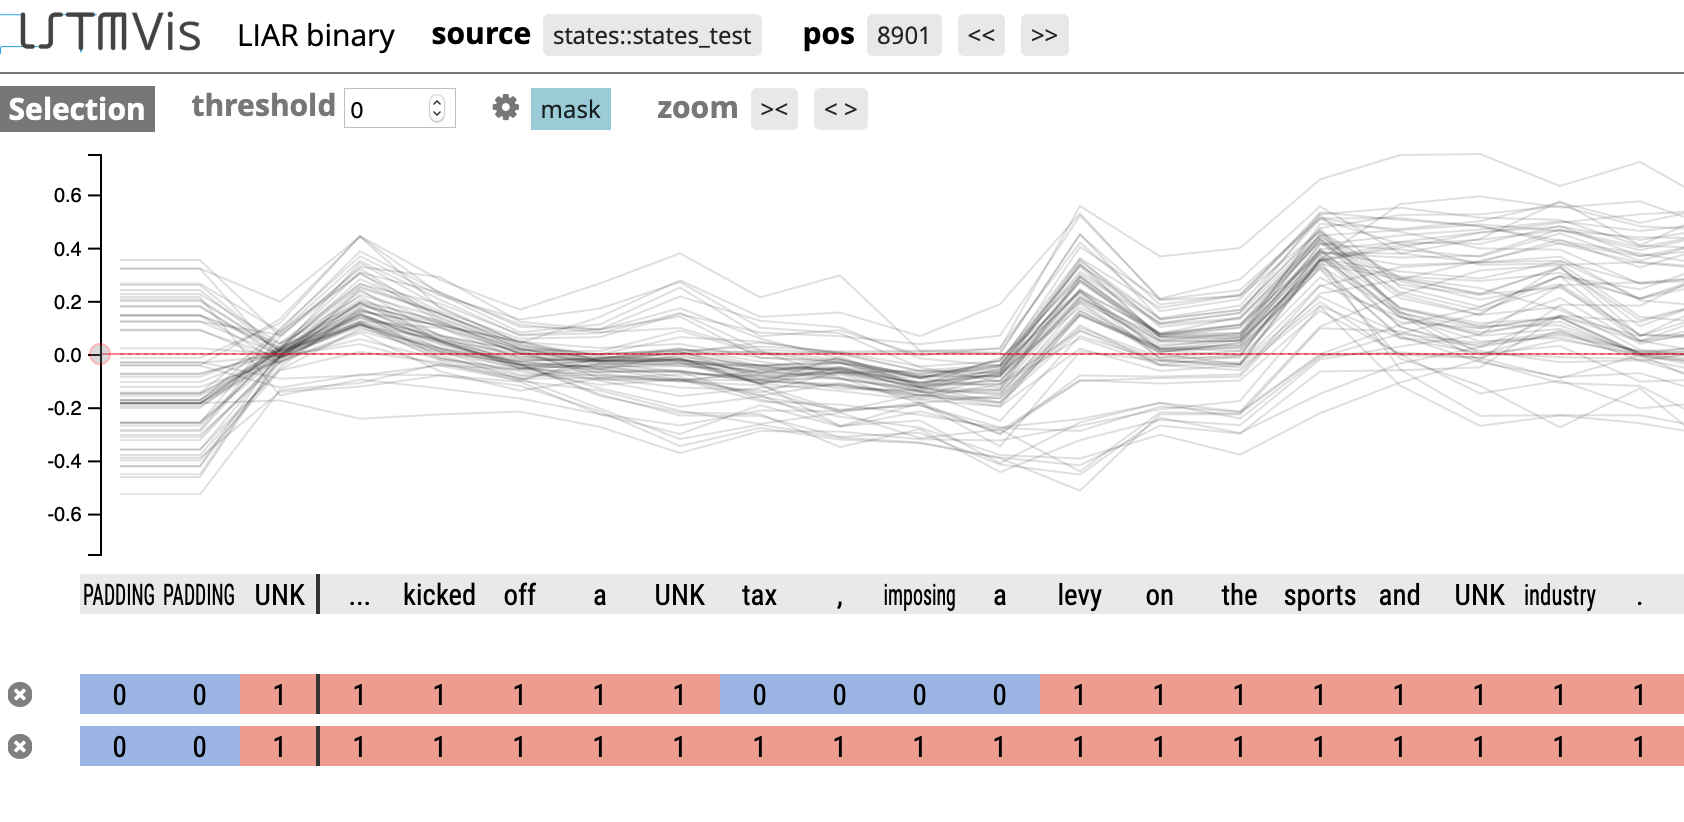 LSTMVis LIAR binary source states::states_test pos 8901 << >>
Selection threshold 0 mask zoom >< < >
0.6
0.4
0.2
0.0
-0.2
-0.4
-0.6
PADDING PADDING UNK ... kicked off a UNK tax , imposing a levy on the sports and UNK industry .
0 0 1 1 1 1 1 1 0 0 0 0 1 1 1 1 1 1 1 1
0 0 1 1 1 1 1 1 1 1 1 1 1 1 1 1 1 1 1 1